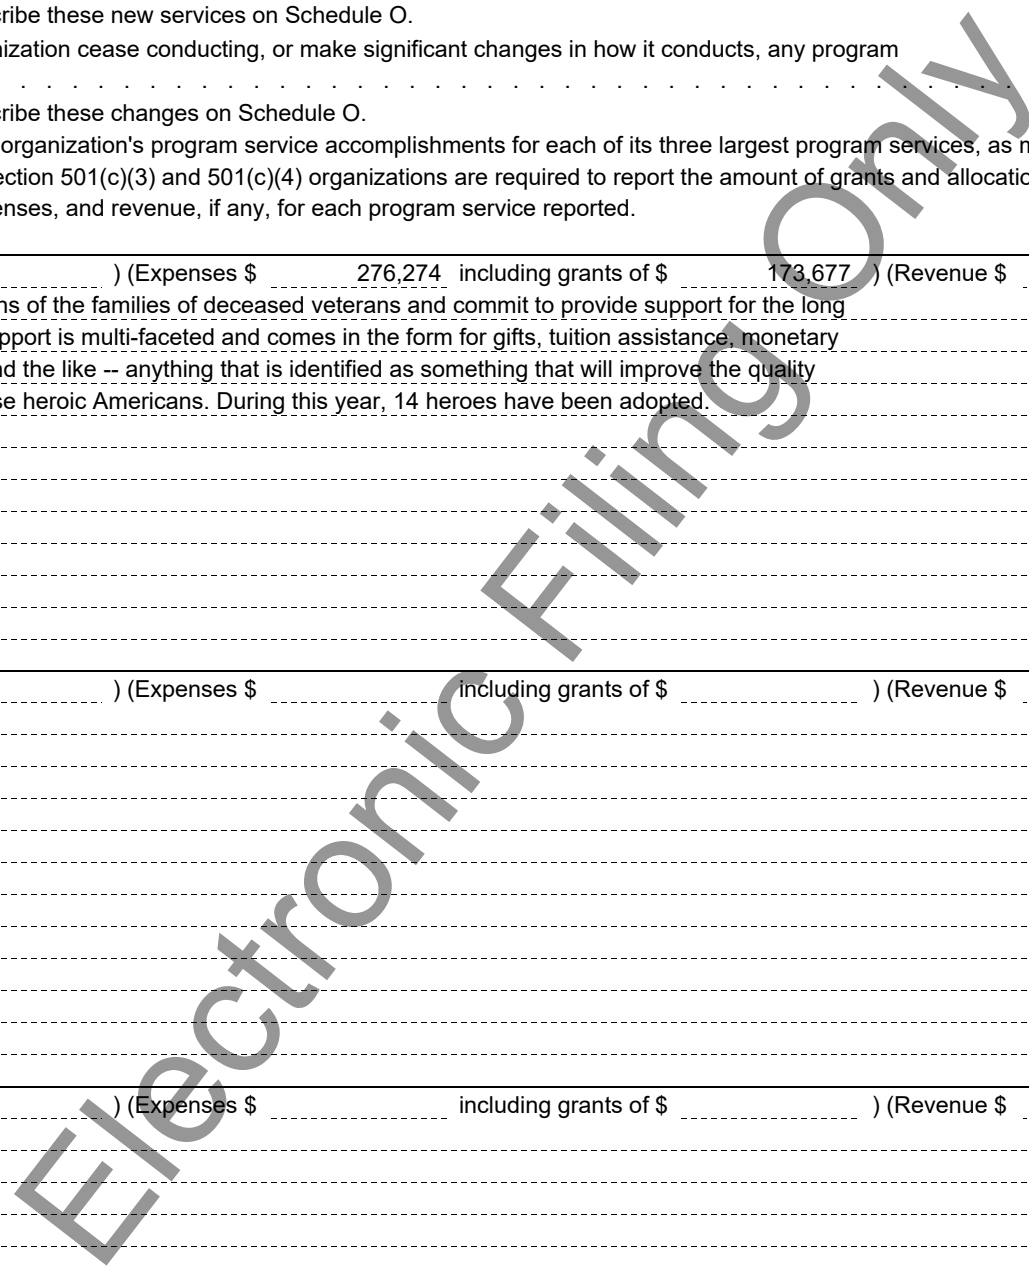 ribe these new services on Schedule O.
nization cease conducting, or make significant changes in how it conducts, any program
. . . . . . . . . . . . . . . . . . . . . . . . . . . . . . . . . . . . . . .
ribe these changes on Schedule O.
organization's program service accomplishments for each of its three largest program services, as m
ection 501(c)(3) and 501(c)(4) organizations are required to report the amount of grants and allocatio
enses, and revenue, if any, for each program service reported.
) (Expenses $ 276,274 including grants of $ 173,677 ) (Revenue $
ns of the families of deceased veterans and commit to provide support for the long
pport is multi-faceted and comes in the form for gifts, tuition assistance, monetary
nd the like -- anything that is identified as something that will improve the quality
se heroic Americans. During this year, 14 heroes have been adopted.
) (Expenses $ including grants of $ ) (Revenue $
) (Expenses $ including grants of $ ) (Revenue $
Electronic Filing Only